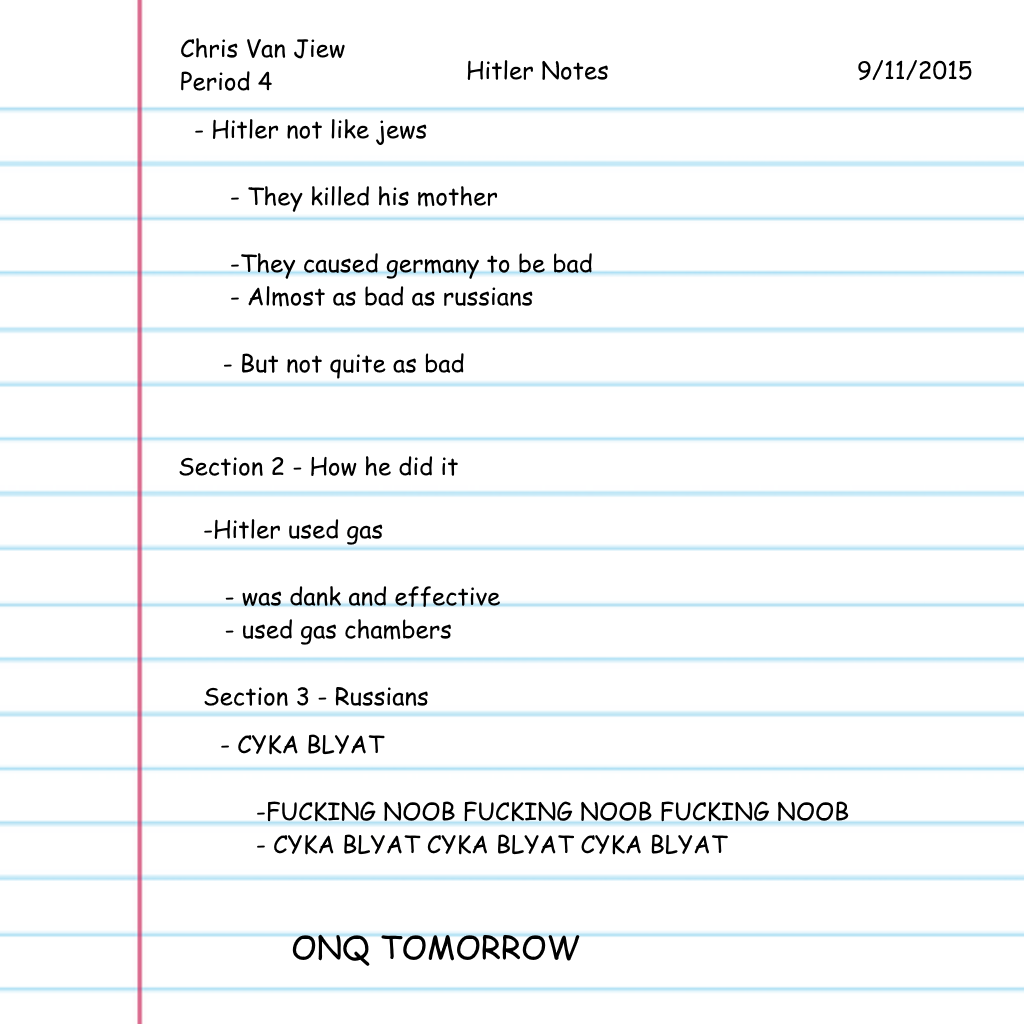 Chris Van Jiew
Period 4
Hitler Notes
9/11/2015
- Hitler not like jews
- They killed his mother
-They caused germany to be bad
- Almost as bad as russians
- But not quite as bad
Section 2 - How he did it
-Hitler used gas
- was dank and effective
- used gas chambers
Section 3 - Russians
- CYKA BLYAT
-FUCKING NOOB FUCKING NOOB FUCKING NOOB
- CYKA BLYAT CYKA BLYAT CYKA BLYAT
ONQ TOMORROW